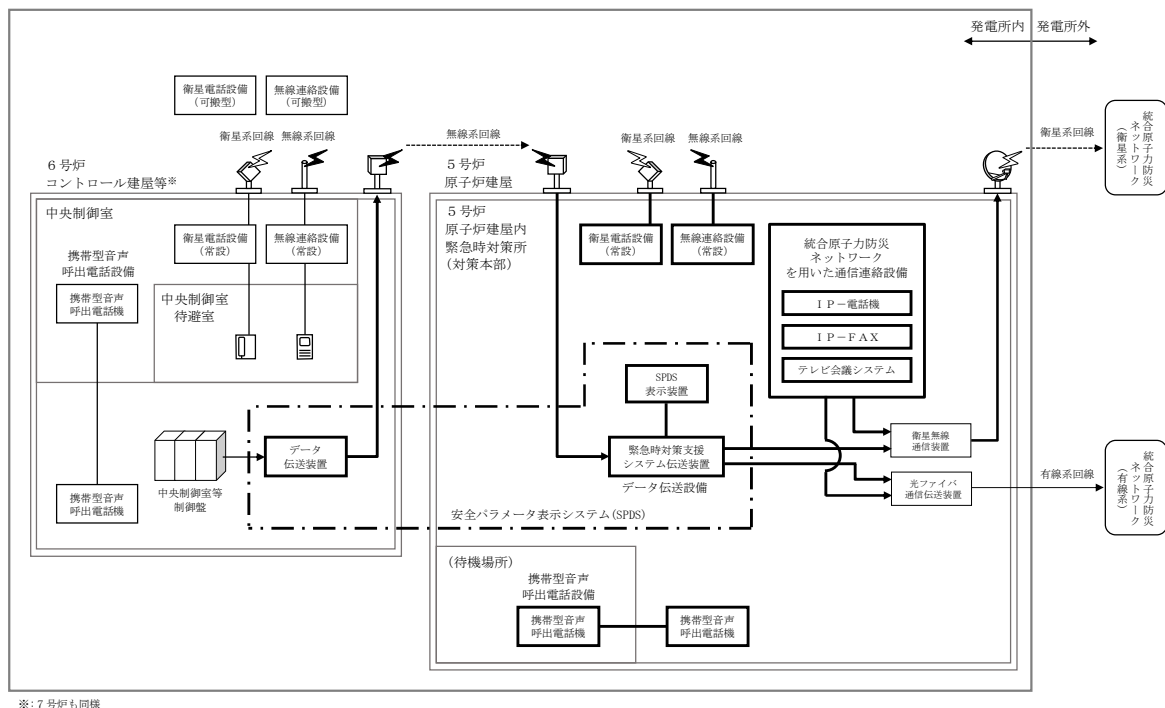 発電所内
発電所外
衛星電話設備
(可搬型)
無線連絡設備
(可搬型)
衛星系回線
無線系回線
無線系回線
衛星系回線
無線系回線
衛星系回線
統合原子力防災
ネットワーク
(衛星系)
6号炉
コントロール建屋等※
5号炉
原子炉建屋
中央制御室
携帯型音声
呼出電話設備
携帯型音声
呼出電話機
衛星電話設備
(常設)
無線連絡設備
(常設)
中央制御室
待避室
5号炉
原子炉建屋内
緊急時対策所
(対策本部)
衛星電話設備
(常設)
無線連絡設備
(常設)
統合原子力防災
ネットワーク
を用いた通信連絡設備
IP-電話機
IP-FAX
テレビ会議システム
SPDS
表示装置
中央制御室等
制御盤
データ
伝送装置
緊急時対策支援
システム伝送装置
データ伝送設備
衛星無線
通信装置
光ファイバ
通信伝送装置
有線系回線
統合原子力防災
ネットワーク
(有線系)
携帯型音声
呼出電話機
安全パラメータ表示システム(SPDS)
(待機場所)
携帯型音声
呼出電話設備
携帯型音声
呼出電話機
携帯型音声
呼出電話機
※:7号炉も同様